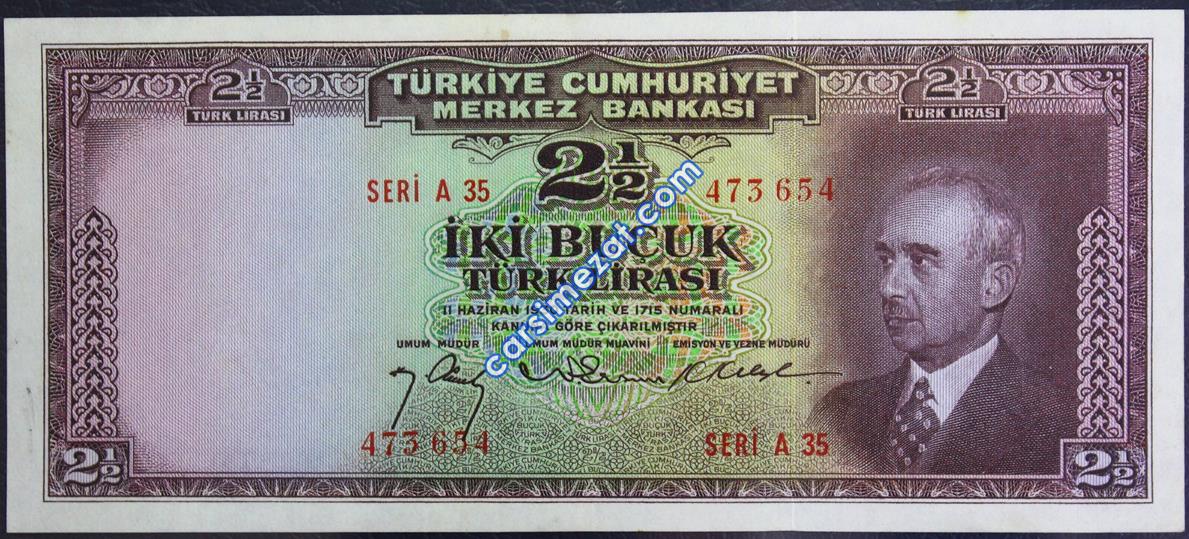 TÜRKİYE CUMHURİYET
MERKEZ BANKASI
2½
TÜRK LİRASI
2½
TÜRK LİRASI
2½
SERİ A 35
473 654
İKİ BUÇUK
TÜRK LİRASI
11 HAZİRAN TARİH VE 1715 NUMARALI
GÖRE ÇIKARILMIŞTIR
UMUM MÜDÜR
UMUM MÜDÜR MUAVİNİ
EMİSYON VE VEZNE MÜDÜRÜ
473 654
SERİ A 35
2½
2½
carsimezat.com